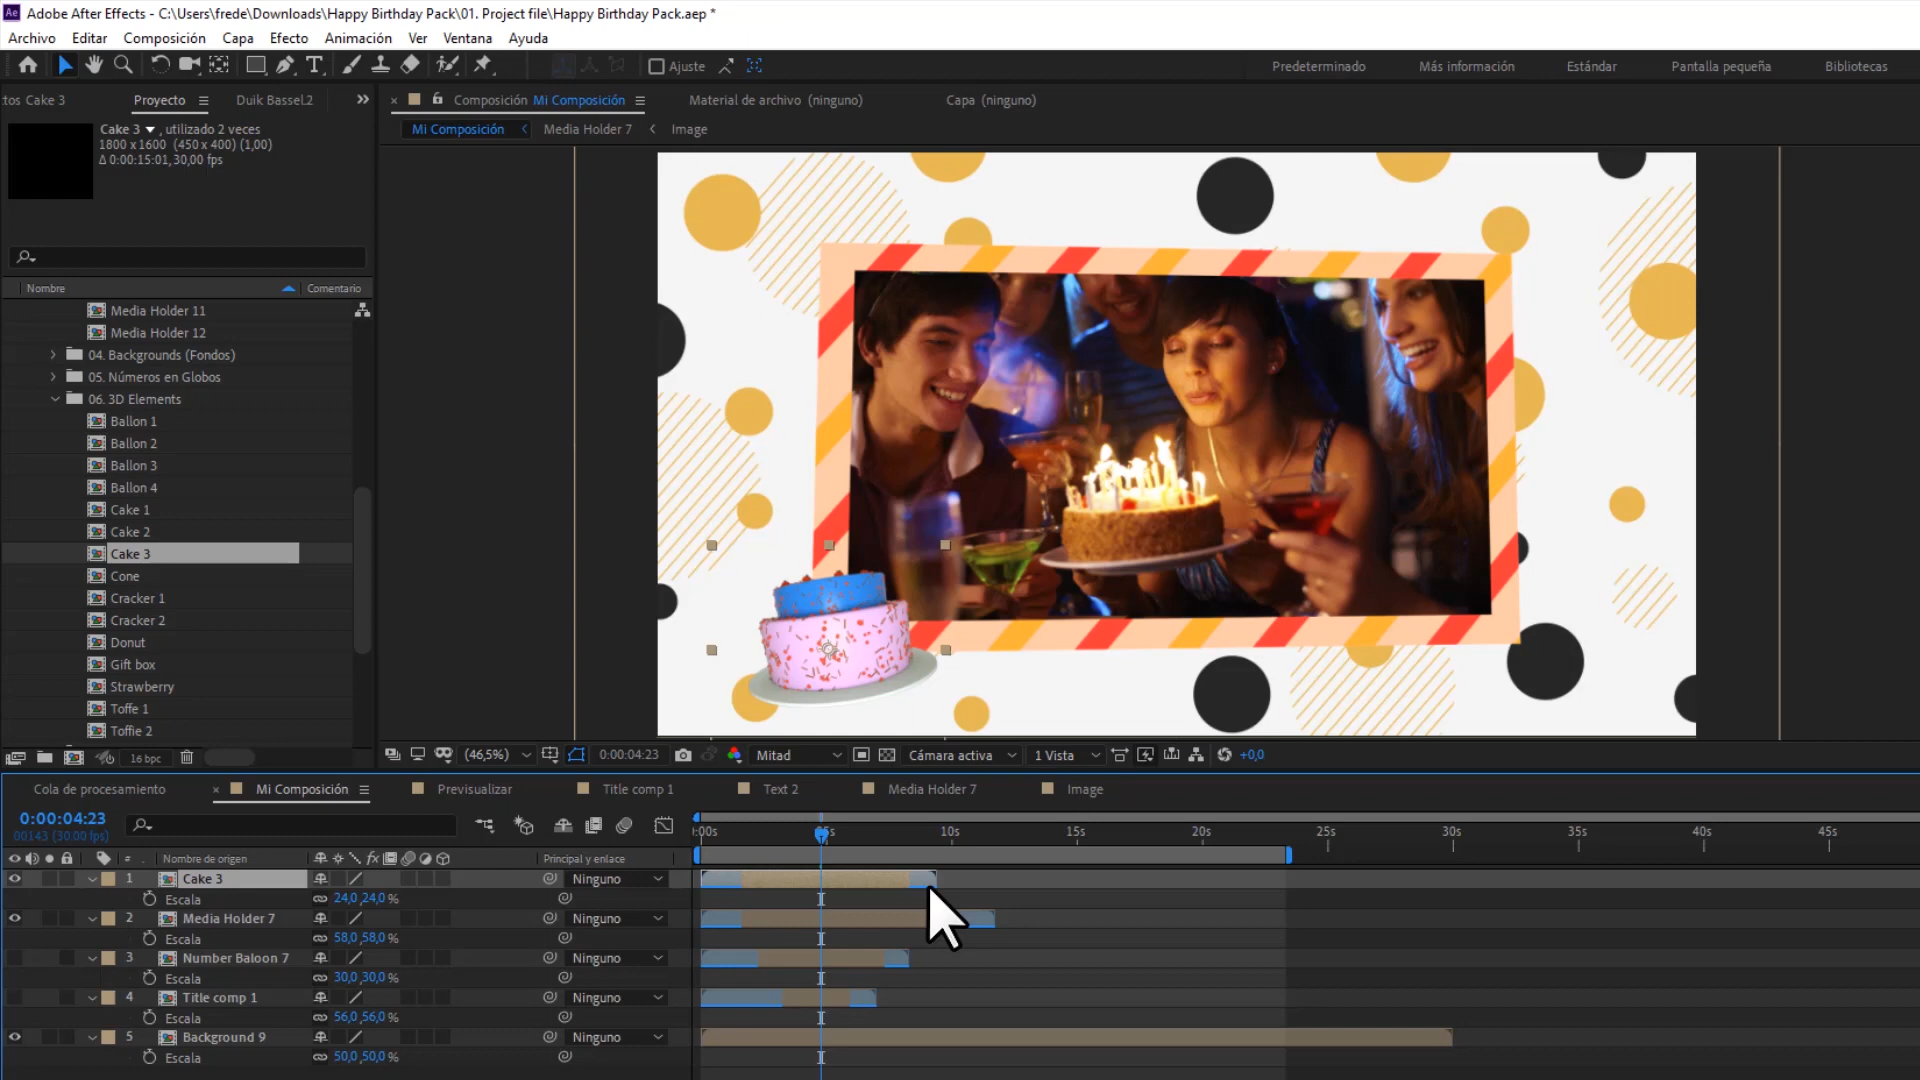 Adobe After Effects - C:\Users\frede\Downloads\Happy Birthday Pack\01. Project file\Happy Birthday Pack.aep *
Archivo Editar Composición Capa Efecto Animación Ver Ventana Ayuda
Ajuste Predeterminado Más información Estándar Pantalla pequeña Bibliotecas
tos Cake 3 Proyecto Duik Bassel.2 Composición Mi Composición Material de archivo (ninguno) Capa (ninguno)
Cake 3 , utilizado 2 veces
1800 x 1600 (450 x 400) (1,00)
Δ 0:00:15:01, 30,00 fps
Mi Composición Media Holder 7 Image
Nombre Comentario
Media Holder 11
Media Holder 12
04. Backgrounds (Fondos)
05. Números en Globos
06. 3D Elements
Ballon 1
Ballon 2
Ballon 3
Ballon 4
Cake 1
Cake 2
Cake 3
Cone
Cracker 1
Cracker 2
Donut
Gift box
Strawberry
Toffe 1
Toffie 2
16 bpc
(46,5%) 0:00:04:23 Mitad Cámara activa 1 Vista +0,0
Cola de procesamiento Mi Composición Previsualizar Title comp 1 Text 2 Media Holder 7 Image
0:00:04:23
00143 (30.00 fps)
:00s 05s 10s 15s 20s 25s 30s 35s 40s 45s
# Nombre de origen fx Principal y enlace
1 Cake 3 Ninguno
Escala 24,0,24,0 %
2 Media Holder 7 Ninguno
Escala 58,0,58,0 %
3 Number Baloon 7 Ninguno
Escala 30,0,30,0 %
4 Title comp 1 Ninguno
Escala 56,0,56,0 %
5 Background 9 Ninguno
Escala 50,0,50,0 %